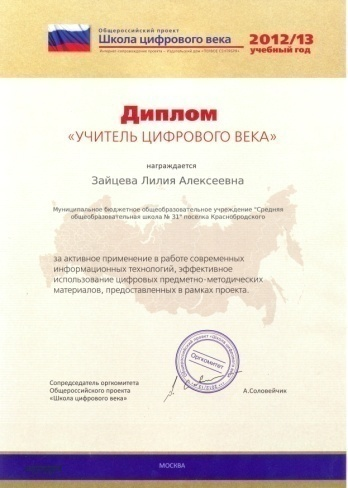 Общероссийский проект
Школа цифрового века
2012/13
учебный год
Диплом
«УЧИТЕЛЬ ЦИФРОВОГО ВЕКА»
награждается
Зайцева Лилия Алексеевна
Муниципальное бюджетное общеобразовательное учреждение "Средняя
общеобразовательная школа № 31" поселка Краснобродского
за активное применение в работе современных
информационных технологий, эффективное
использование цифровых предметно-методических
материалов, предоставленных в рамках проекта.
Оргкомитет
Сопредседатель оргкомитета
Общероссийского проекта
«Школа цифрового века»
А.Соловейчик
МОСКВА